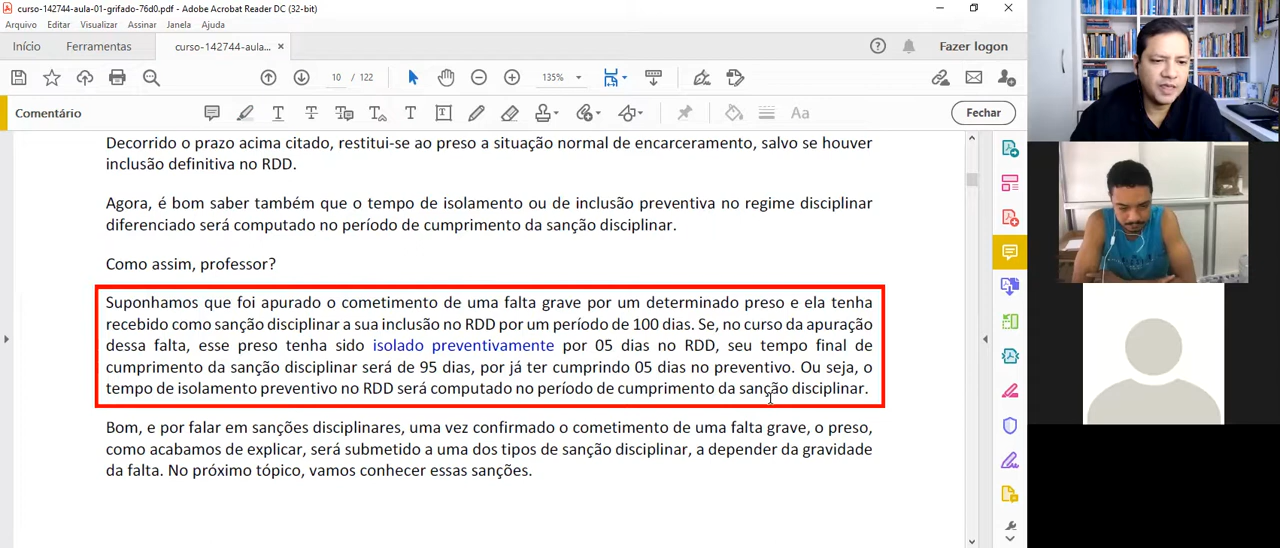 curso-142744-aula-01-grifado-76d0.pdf - Adobe Acrobat Reader DC (32-bit)
Arquivo Editar Visualizar Assinar Janela Ajuda
Início Ferramentas curso-142744-aula... × Fazer logon
10 / 122 135%
Comentário Aa Fechar
Decorrido o prazo acima citado, restitui-se ao preso a situação normal de encarceramento, salvo se houver
inclusão definitiva no RDD.
Agora, é bom saber também que o tempo de isolamento ou de inclusão preventiva no regime disciplinar
diferenciado será computado no período de cumprimento da sanção disciplinar.
Como assim, professor?
Suponhamos que foi apurado o cometimento de uma falta grave por um determinado preso e ela tenha
recebido como sanção disciplinar a sua inclusão no RDD por um período de 100 dias. Se, no curso da apuração
dessa falta, esse preso tenha sido isolado preventivamente por 05 dias no RDD, seu tempo final de
cumprimento da sanção disciplinar será de 95 dias, por já ter cumprindo 05 dias no preventivo. Ou seja, o
tempo de isolamento preventivo no RDD será computado no período de cumprimento da sanção disciplinar.
Bom, e por falar em sanções disciplinares, uma vez confirmado o cometimento de uma falta grave, o preso,
como acabamos de explicar, será submetido a uma dos tipos de sanção disciplinar, a depender da gravidade
da falta. No próximo tópico, vamos conhecer essas sanções.